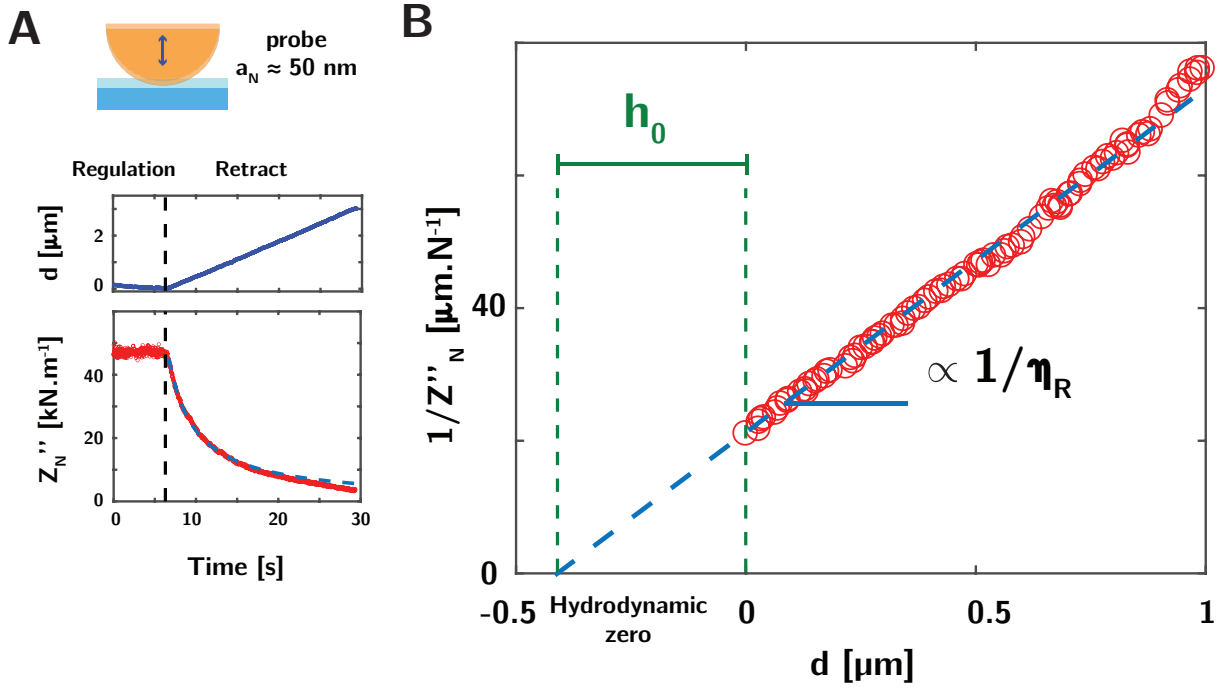 A
probe
a_N ≈ 50 nm
Regulation
Retract
d [μm]
2
0
Z_N'' [kN.m⁻¹]
40
20
0
0
10
20
30
Time [s]
B
h₀
1/Z''_N [μm.N⁻¹]
40
0
∝ 1/η_R
-0.5
0
0.5
1
Hydrodynamic
zero
d [μm]